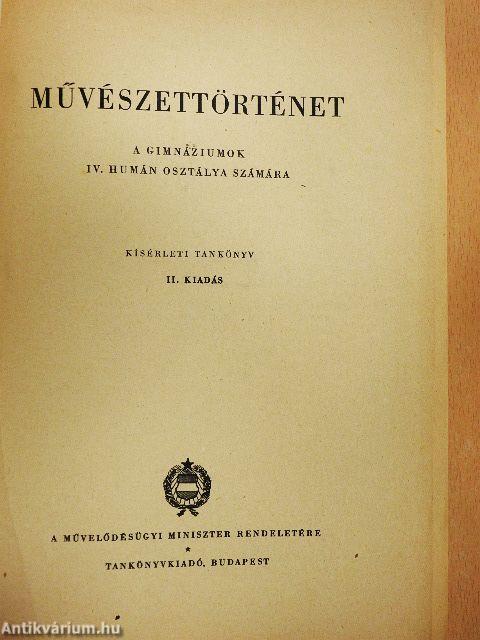 MŰVÉSZETTÖRTÉNET
A GIMNÁZIUMOK
IV. HUMÁN OSZTÁLYA SZÁMÁRA
KÍSÉRLETI TANKÖNYV
II. KIADÁS
A MŰVELŐDÉSÜGYI MINISZTER RENDELETÉRE
*
TANKÖNYVKIADÓ, BUDAPEST
Antikvárium.hu